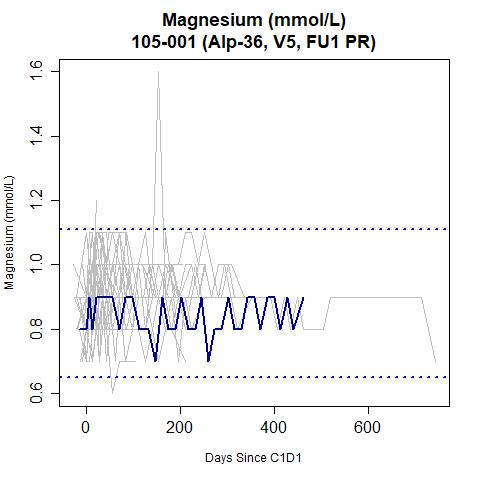 Magnesium (mmol/L)
105-001 (Alp-36, V5, FU1 PR)
Magnesium (mmol/L)
1.6
1.4
1.2
1.0
0.8
0.6
0 200 400 600
Days Since C1D1